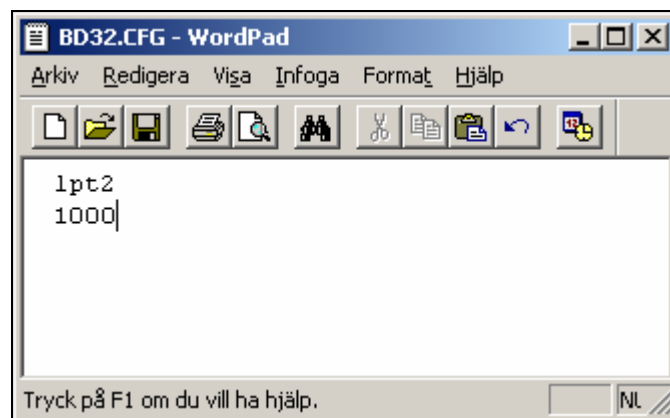 BD32.CFG - WordPad
Arkiv Redigera Visa Infoga Format Hjälp
lpt2
1000
Tryck på F1 om du vill ha hjälp.